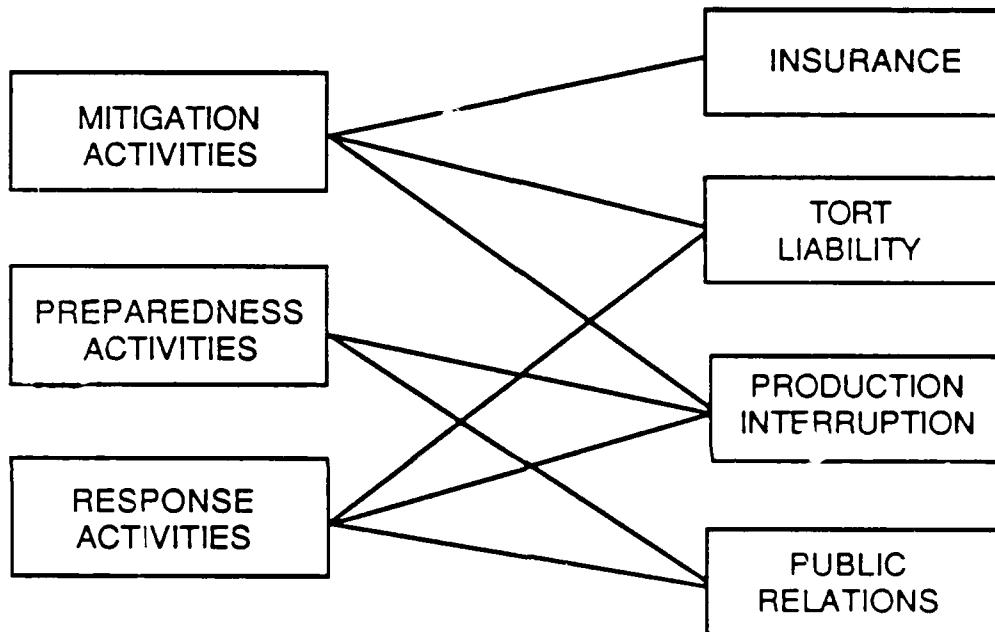 MITIGATION
ACTIVITIES
PREPAREDNESS
ACTIVITIES
RESPONSE
ACTIVITIES
INSURANCE
TORT
LIABILITY
PRODUCTION
INTERRUPTION
PUBLIC
RELATIONS